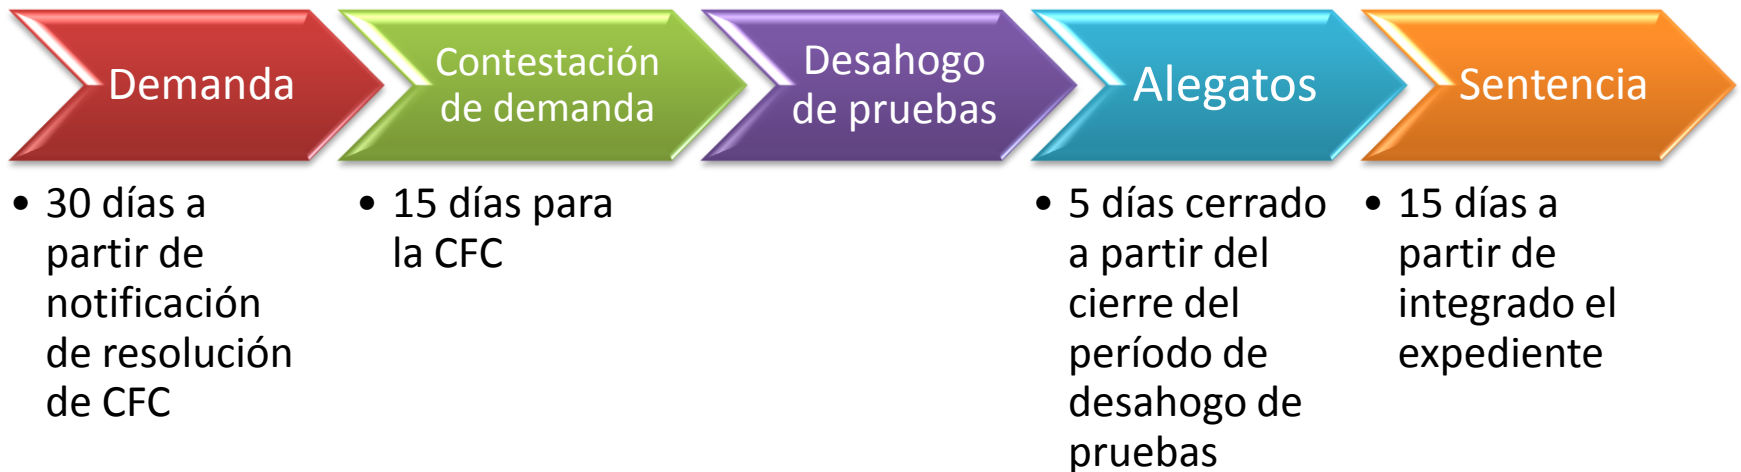 Demanda
Contestación
de demanda
Desahogo
de pruebas
Alegatos
Sentencia
• 30 días a
partir de
notificación
de resolución
de CFC
• 15 días para
la CFC
• 5 días cerrado
a partir del
cierre del
período de
desahogo de
pruebas
• 15 días a
partir de
integrado el
expediente